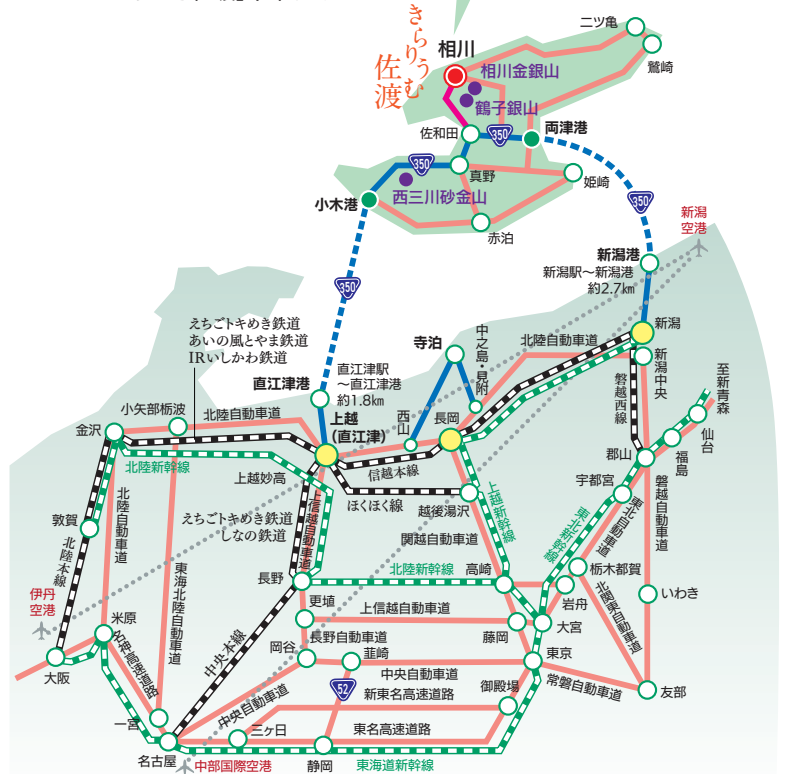 きらりうむ
佐渡
相川
二ツ亀
鷲崎
相川金銀山
鶴子銀山
佐和田
350
両津港
350
真野
姫崎
西三川砂金山
小木港
赤泊
350
新潟
空港
新潟港
新潟駅～新潟港
約2.7km
350
えちごトキめき鉄道
あいの風とやま鉄道
IRいしかわ鉄道
寺泊
中之島・見附
北陸自動車道
新潟
新潟中央
磐越西線
至新青森
直江津港
直江津駅
～直江津港
約1.8km
小矢部栃波
北陸自動車道
上越
（直江津）
西山
長岡
金沢
信越本線
仙台
福島
郡山
北陸新幹線
上越妙高
上信越自動車道
ほくほく線
越後湯沢
上越新幹線
宇都宮
東北自動車道
磐越自動車道
敦賀
北陸自動車道
えちごトキめき鉄道
しなの鉄道
関越自動車道
東北新幹線
北陸本線
東海北陸自動車道
長野
北陸新幹線
高崎
栃木都賀
岩舟
北関東自動車道
いわき
伊丹
空港
米原
更埴
上信越自動車道
藤岡
大宮
名神高速道路
中央本線
長野自動車道
岡谷
韮崎
東京
大阪
中央自動車道
常磐自動車道
友部
52
中央自動車道
新東名高速道路
御殿場
一宮
三ヶ日
東名高速道路
名古屋
中部国際空港
静岡
東海道新幹線